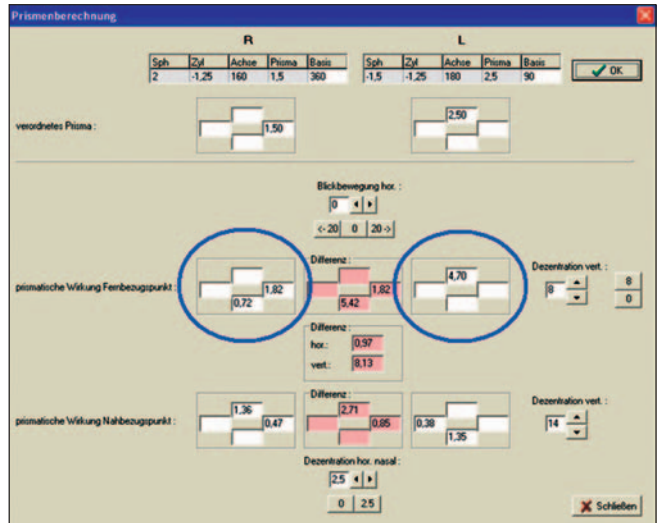 Prismenberechnung
R L
Sph Zyl Achse Prisma Basis Sph Zyl Achse Prisma Basis
2 -1,25 160 1,5 360 -1,5 -1,25 180 2,5 90 OK
verordnetes Prisma : 1,50 2,50
Blickbewegung hor. :
0
<- 20 0 20 ->
Differenz : Dezentration vert. :
4,70
prismatische Wirkung Fernbezugspunkt : 1,82 1,82 8 8
0,72 5,42 0
Differenz :
hor.: 0,97
vert.: 8,13
Differenz : Dezentration vert. :
1,36 2,71
prismatische Wirkung Nahbezugspunkt : 0,47 0,85 0,38 14
1,35
Dezentration hor. nasal :
2.5
0 2.5 Schließen